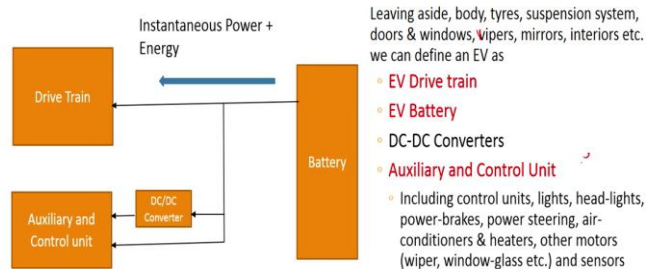 Instantaneous Power +
Energy
Drive Train
Battery
DC/DC
Converter
Auxiliary and
Control unit
Leaving aside, body, tyres, suspension system,
doors & windows, wipers, mirrors, interiors etc.
we can define an EV as
◦ EV Drive train
◦ EV Battery
◦ DC-DC Converters
◦ Auxiliary and Control Unit
◦ Including control units, lights, head-lights,
power-brakes, power steering, air-
conditioners & heaters, other motors
(wiper, window-glass etc.) and sensors